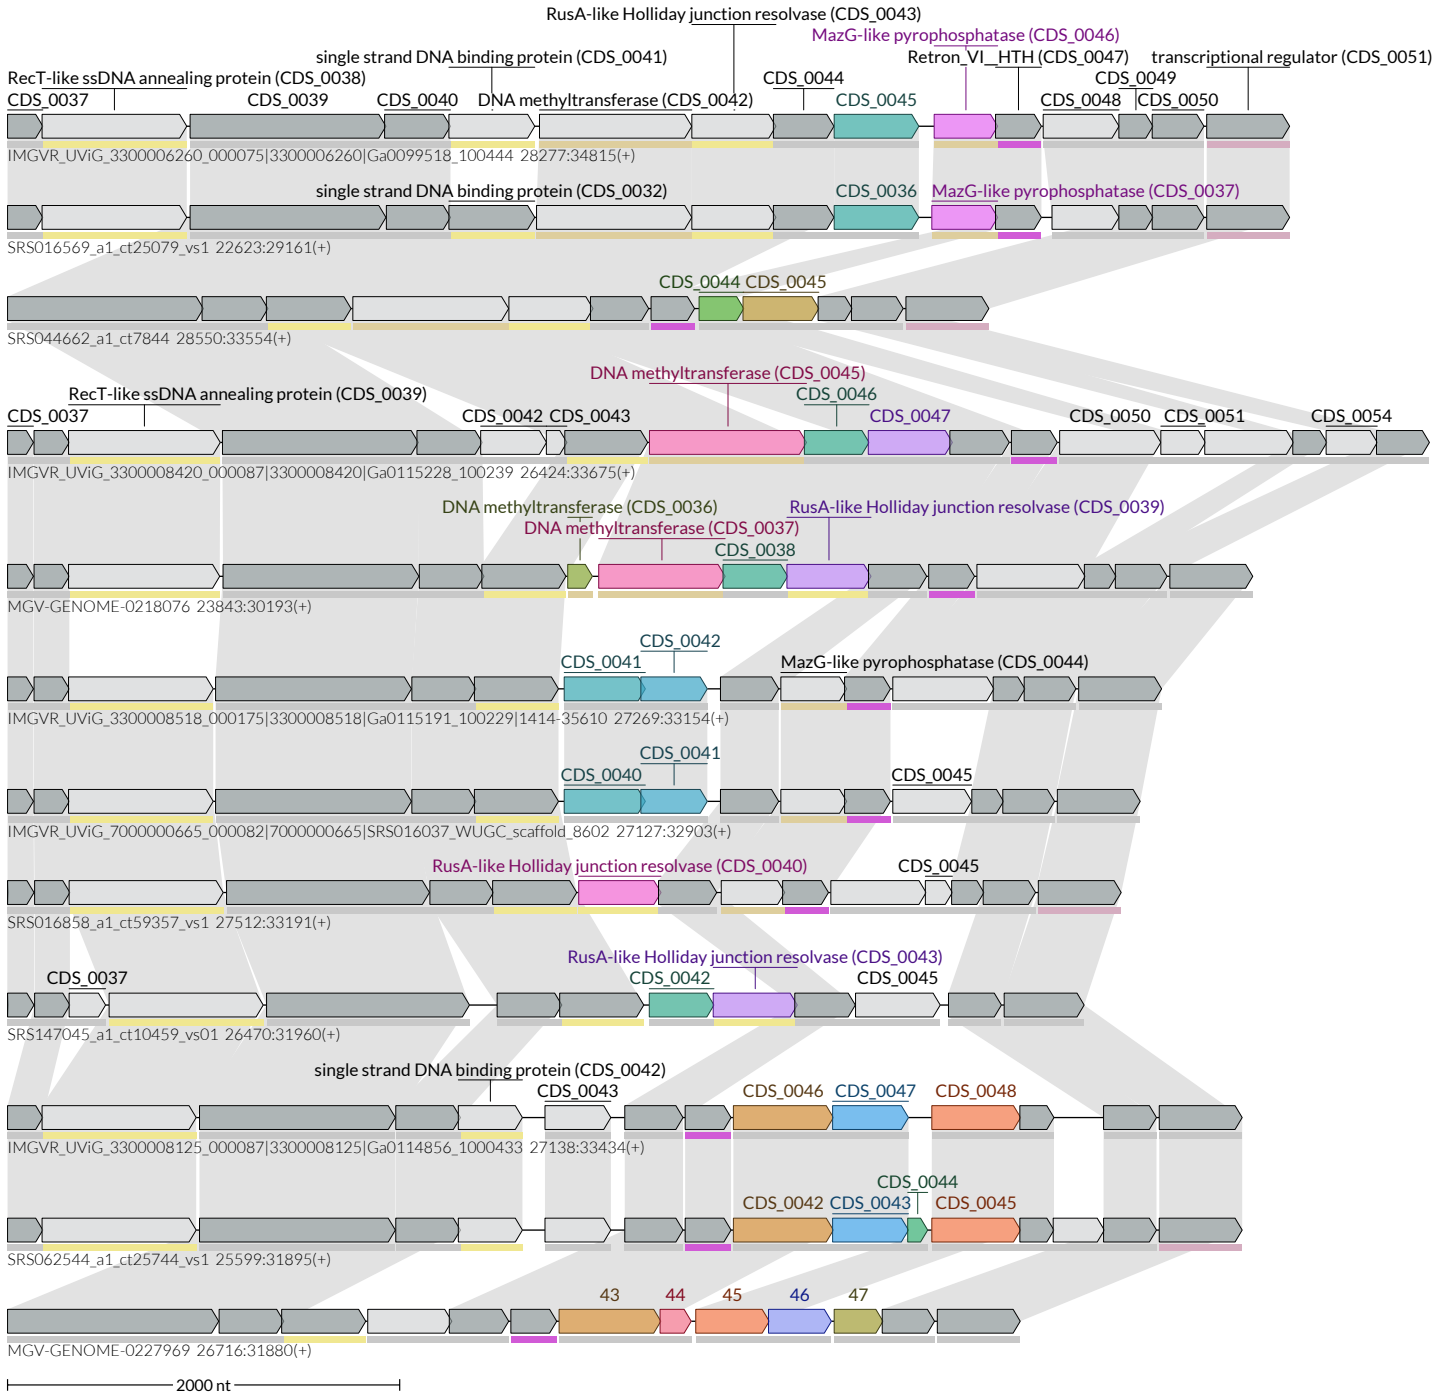 RusA-like Holliday junction resolvase (CDS_0043)
MazG-like pyrophosphatase (CDS_0046)
single strand DNA binding protein (CDS_0041)
Retron_VI__HTH (CDS_0047)
transcriptional regulator (CDS_0051)
RecT-like ssDNA annealing protein (CDS_0038)
CDS_0044
CDS_0049
CDS_0037
CDS_0039
CDS_0040
DNA methyltransferase (CDS_0042)
CDS_0045
CDS_0048
CDS_0050
IMGVR_UViG_3300006260_000075|3300006260|Ga0099518_100444 28277:34815(+)
single strand DNA binding protein (CDS_0032)
CDS_0036
MazG-like pyrophosphatase (CDS_0037)
SRS016569_a1_ct25079_vs1 22623:29161(+)
CDS_0044
CDS_0045
SRS044662_a1_ct7844 28550:33554(+)
DNA methyltransferase (CDS_0045)
RecT-like ssDNA annealing protein (CDS_0039)
CDS_0046
CDS_0037
CDS_0042
CDS_0043
CDS_0047
CDS_0050
CDS_0051
CDS_0054
IMGVR_UViG_3300008420_000087|3300008420|Ga0115228_100239 26424:33675(+)
DNA methyltransferase (CDS_0036)
RusA-like Holliday junction resolvase (CDS_0039)
DNA methyltransferase (CDS_0037)
CDS_0038
MGV-GENOME-0218076 23843:30193(+)
CDS_0042
CDS_0041
MazG-like pyrophosphatase (CDS_0044)
IMGVR_UViG_3300008518_000175|3300008518|Ga0115191_100229|1414-35610 27269:33154(+)
CDS_0041
CDS_0040
CDS_0045
IMGVR_UViG_7000000665_000082|7000000665|SRS016037_WUGC_scaffold_8602 27127:32903(+)
RusA-like Holliday junction resolvase (CDS_0040)
CDS_0045
SRS016858_a1_ct59357_vs1 27512:33191(+)
RusA-like Holliday junction resolvase (CDS_0043)
CDS_0037
CDS_0042
CDS_0045
SRS147045_a1_ct10459_vs01 26470:31960(+)
single strand DNA binding protein (CDS_0042)
CDS_0043
CDS_0046
CDS_0047
CDS_0048
IMGVR_UViG_3300008125_000087|3300008125|Ga0114856_1000433 27138:33434(+)
CDS_0044
CDS_0042
CDS_0043
CDS_0045
SRS062544_a1_ct25744_vs1 25599:31895(+)
43
44
45
46
47
MGV-GENOME-0227969 26716:31880(+)
2000 nt